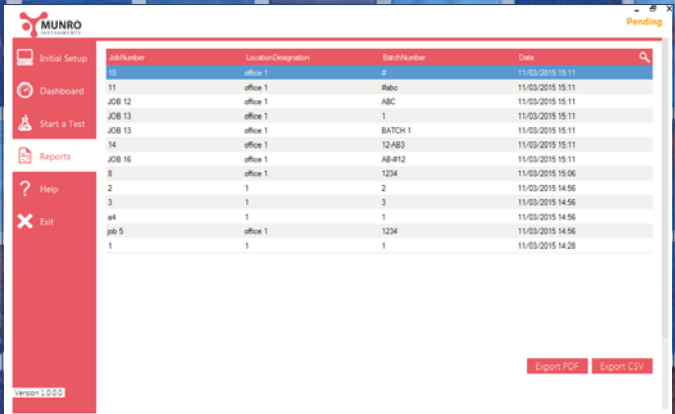 MUNRO
INSTRUMENTS
Pending
Initial Setup
Dashboard
Start a Test
Reports
Help
Exit
Version 1.0.0.0
JobNumber LocationDesignation BatchNumber Date
10 office 1 # 11/03/2015 15:11
11 office 1 #abc 11/03/2015 15:11
JOB 12 office 1 ABC 11/03/2015 15:11
JOB 13 office 1 1 11/03/2015 15:11
JOB 13 office 1 BATCH 1 11/03/2015 15:11
14 office 1 12-AB3 11/03/2015 15:11
JOB 16 office 1 AB-#12 11/03/2015 15:11
8 office 1 1234 11/03/2015 15:06
2 1 2 11/03/2015 14:56
3 1 3 11/03/2015 14:56
a4 1 1 11/03/2015 14:56
job 5 office 1 1234 11/03/2015 14:56
1 1 1 11/03/2015 14:28
Export PDF Export CSV